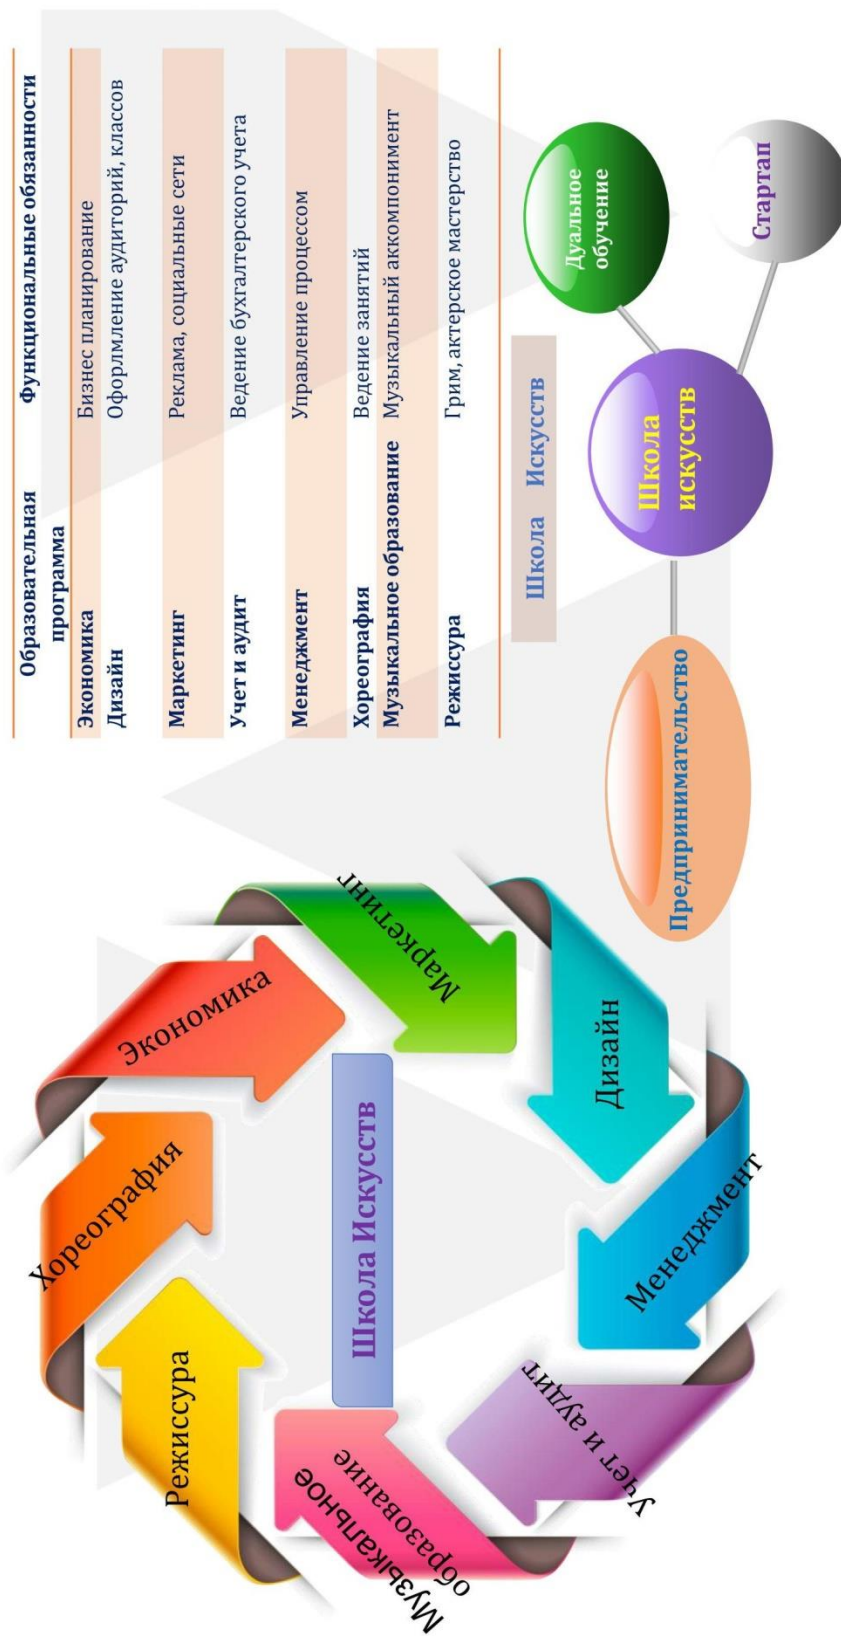 Экономика
Маркетинг
Дизайн
Менеджмент
Учет и аудит
Музыкальное
образование
Режиссура
Хореография
Школа Искусств
Образовательная программа	Функциональные обязанности
Экономика	Бизнес планирование
Дизайн	Офорлмление аудиторий, классов
Маркетинг	Реклама, социальные сети
Учет и аудит	Ведение бухгалтерского учета
Менеджмент	Управление процессом
Хореография	Ведение занятий
Музыкальное образование	Музыкальный аккомпонимент
Режиссура	Грим, актерское мастерство
Школа Искусств
Предпринимательство
Школа
искусств
Дуальное
обучение
Стартап